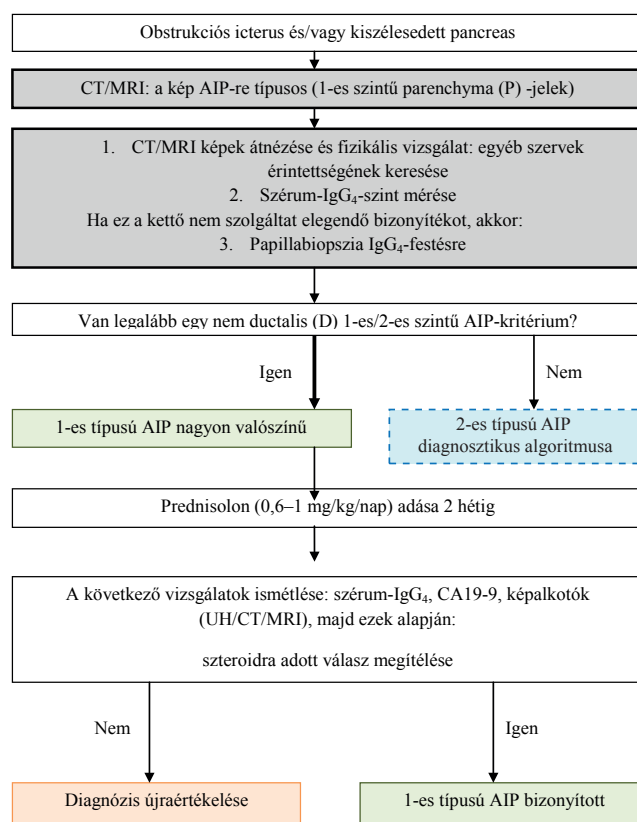 Obstrukciós icterus és/vagy kiszélesedett pancreas
CT/MRI: a kép AIP-re típusos (1-es szintű parenchyma (P) -jelek)
1. CT/MRI képek átnézése és fizikális vizsgálat: egyéb szervek
érintettségének keresése
2. Szérum-IgG₄-szint mérése
Ha ez a kettő nem szolgáltat elegendő bizonyítékot, akkor:
3. Papillabiopszia IgG₄-festésre
Van legalább egy nem ductalis (D) 1-es/2-es szintű AIP-kritérium?
Igen
Nem
1-es típusú AIP nagyon valószínű
2-es típusú AIP
diagnosztikus algoritmusa
Prednisolon (0,6–1 mg/kg/nap) adása 2 hétig
A következő vizsgálatok ismétlése: szérum-IgG₄, CA19-9, képalkotók
(UH/CT/MRI), majd ezek alapján:
szteroidra adott válasz megítélése
Nem
Igen
Diagnózis újraértékelése
1-es típusú AIP bizonyított